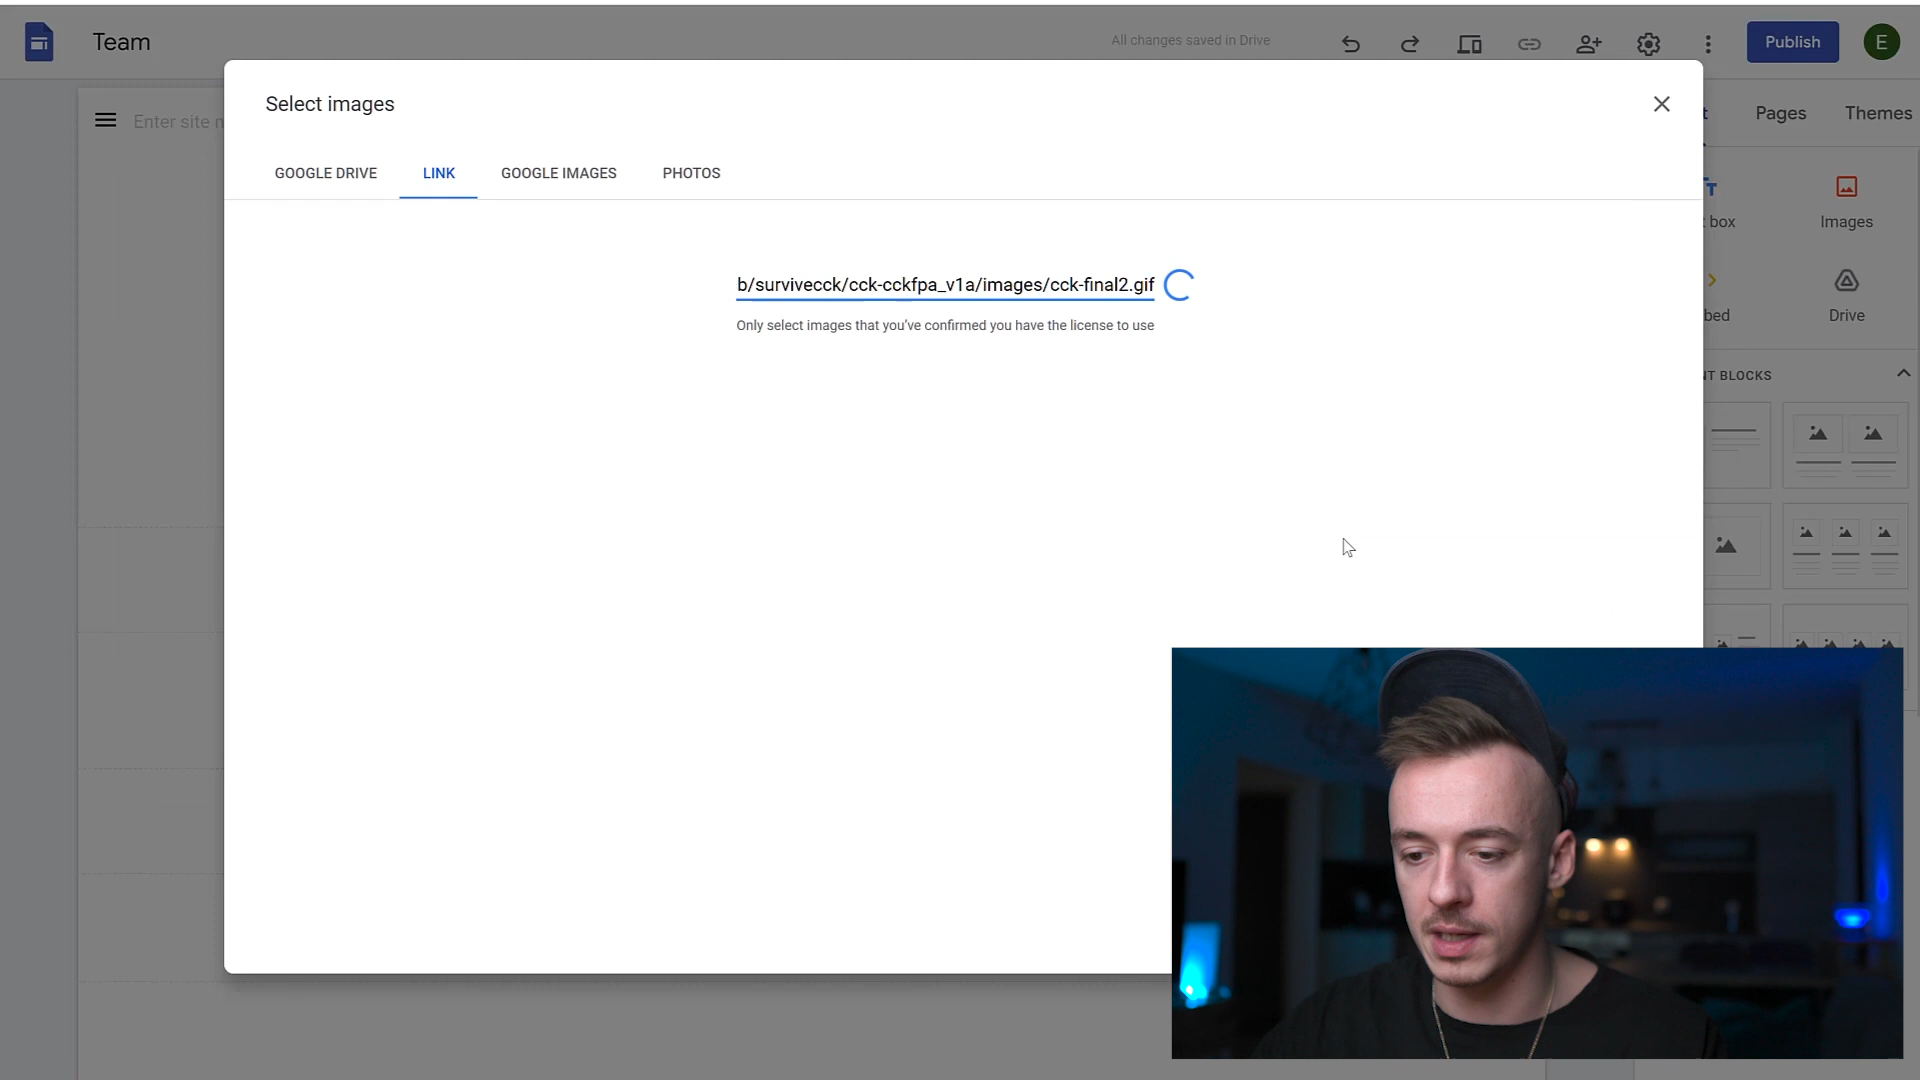 Team
All changes saved in Drive
Publish
E
Select images
Enter site n
Pages
Themes
GOOGLE DRIVE
LINK
GOOGLE IMAGES
PHOTOS
box
Images
b/survivecck/cck-cckfpa_v1a/images/cck-final2.gif
Only select images that you've confirmed you have the license to use
bed
Drive
NT BLOCKS